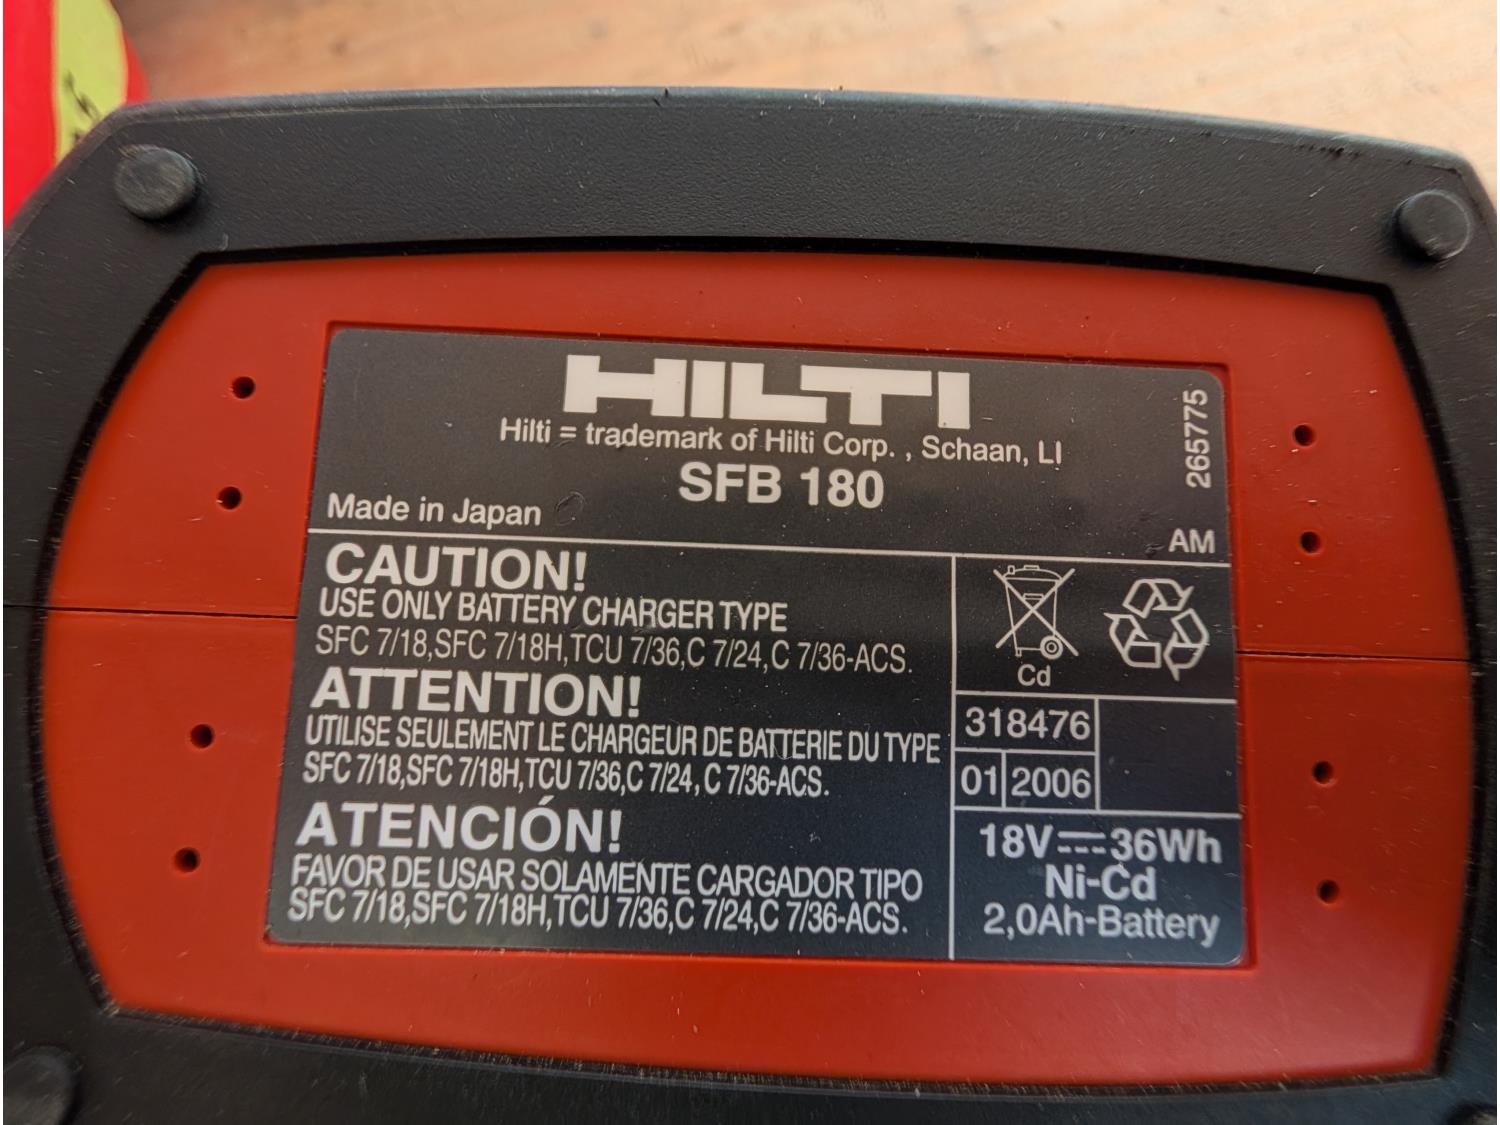 HILTI
Hilti = trademark of Hilti Corp. , Schaan, LI
SFB 180
265775
Made in Japan
AM
CAUTION!
USE ONLY BATTERY CHARGER TYPE
SFC 7/18,SFC 7/18H,TCU 7/36,C 7/24,C 7/36-ACS.
ATTENTION!
UTILISE SEULEMENT LE CHARGEUR DE BATTERIE DU TYPE
SFC 7/18,SFC 7/18H,TCU 7/36,C 7/24, C 7/36-ACS.
ATENCIÓN!
FAVOR DE USAR SOLAMENTE CARGADOR TIPO
SFC 7/18,SFC 7/18H,TCU 7/36,C 7/24,C 7/36-ACS.
Cd
318476
01 2006
18V 36Wh
Ni-Cd
2,0Ah-Battery